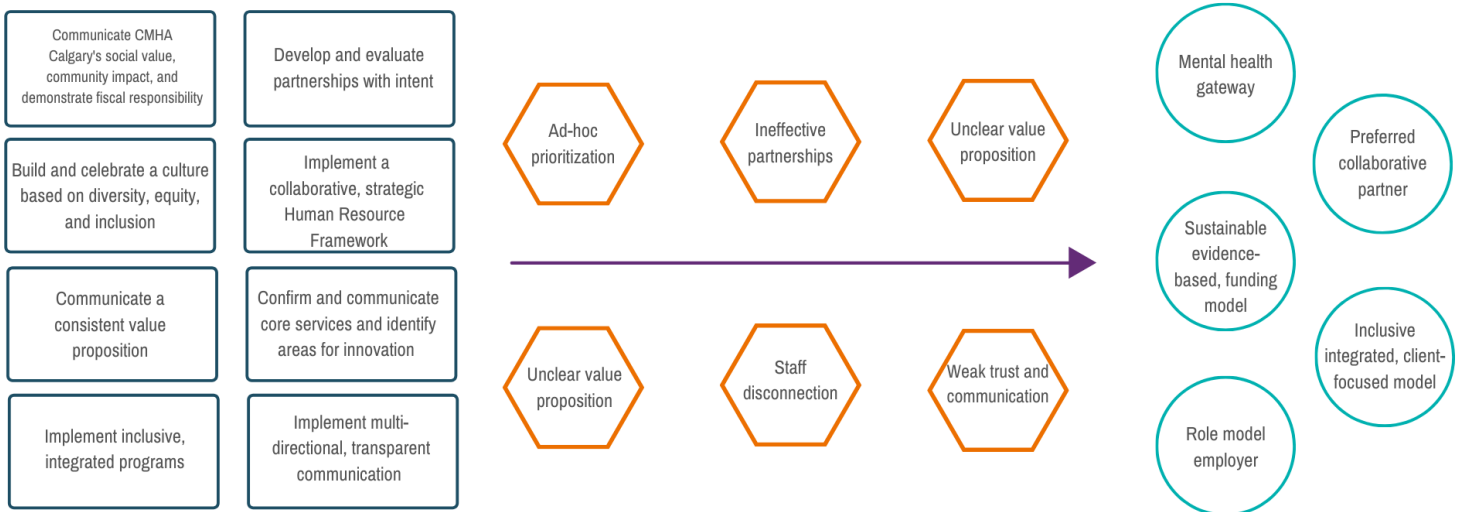 Communicate CMHA
Calgary's social value,
community impact, and
demonstrate fiscal responsibility
Develop and evaluate
partnerships with intent
Build and celebrate a culture
based on diversity, equity,
and inclusion
Implement a
collaborative, strategic
Human Resource
Framework
Communicate a
consistent value
proposition
Confirm and communicate
core services and identify
areas for innovation
Implement inclusive,
integrated programs
Implement multi-
directional, transparent
communication
Ad-hoc
prioritization
Ineffective
partnerships
Unclear value
proposition
Unclear value
proposition
Staff
disconnection
Weak trust and
communication
Mental health
gateway
Preferred
collaborative
partner
Sustainable
evidence-
based, funding
model
Inclusive
integrated, client-
focused model
Role model
employer